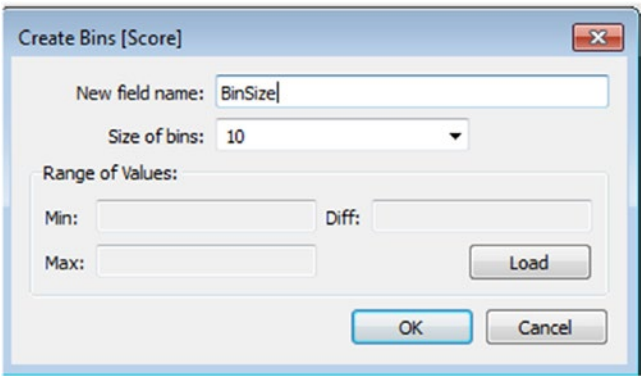 Create Bins [Score]
New field name: BinSize
Size of bins: 10
Range of Values:
Min: Diff:
Max: Load
OK Cancel